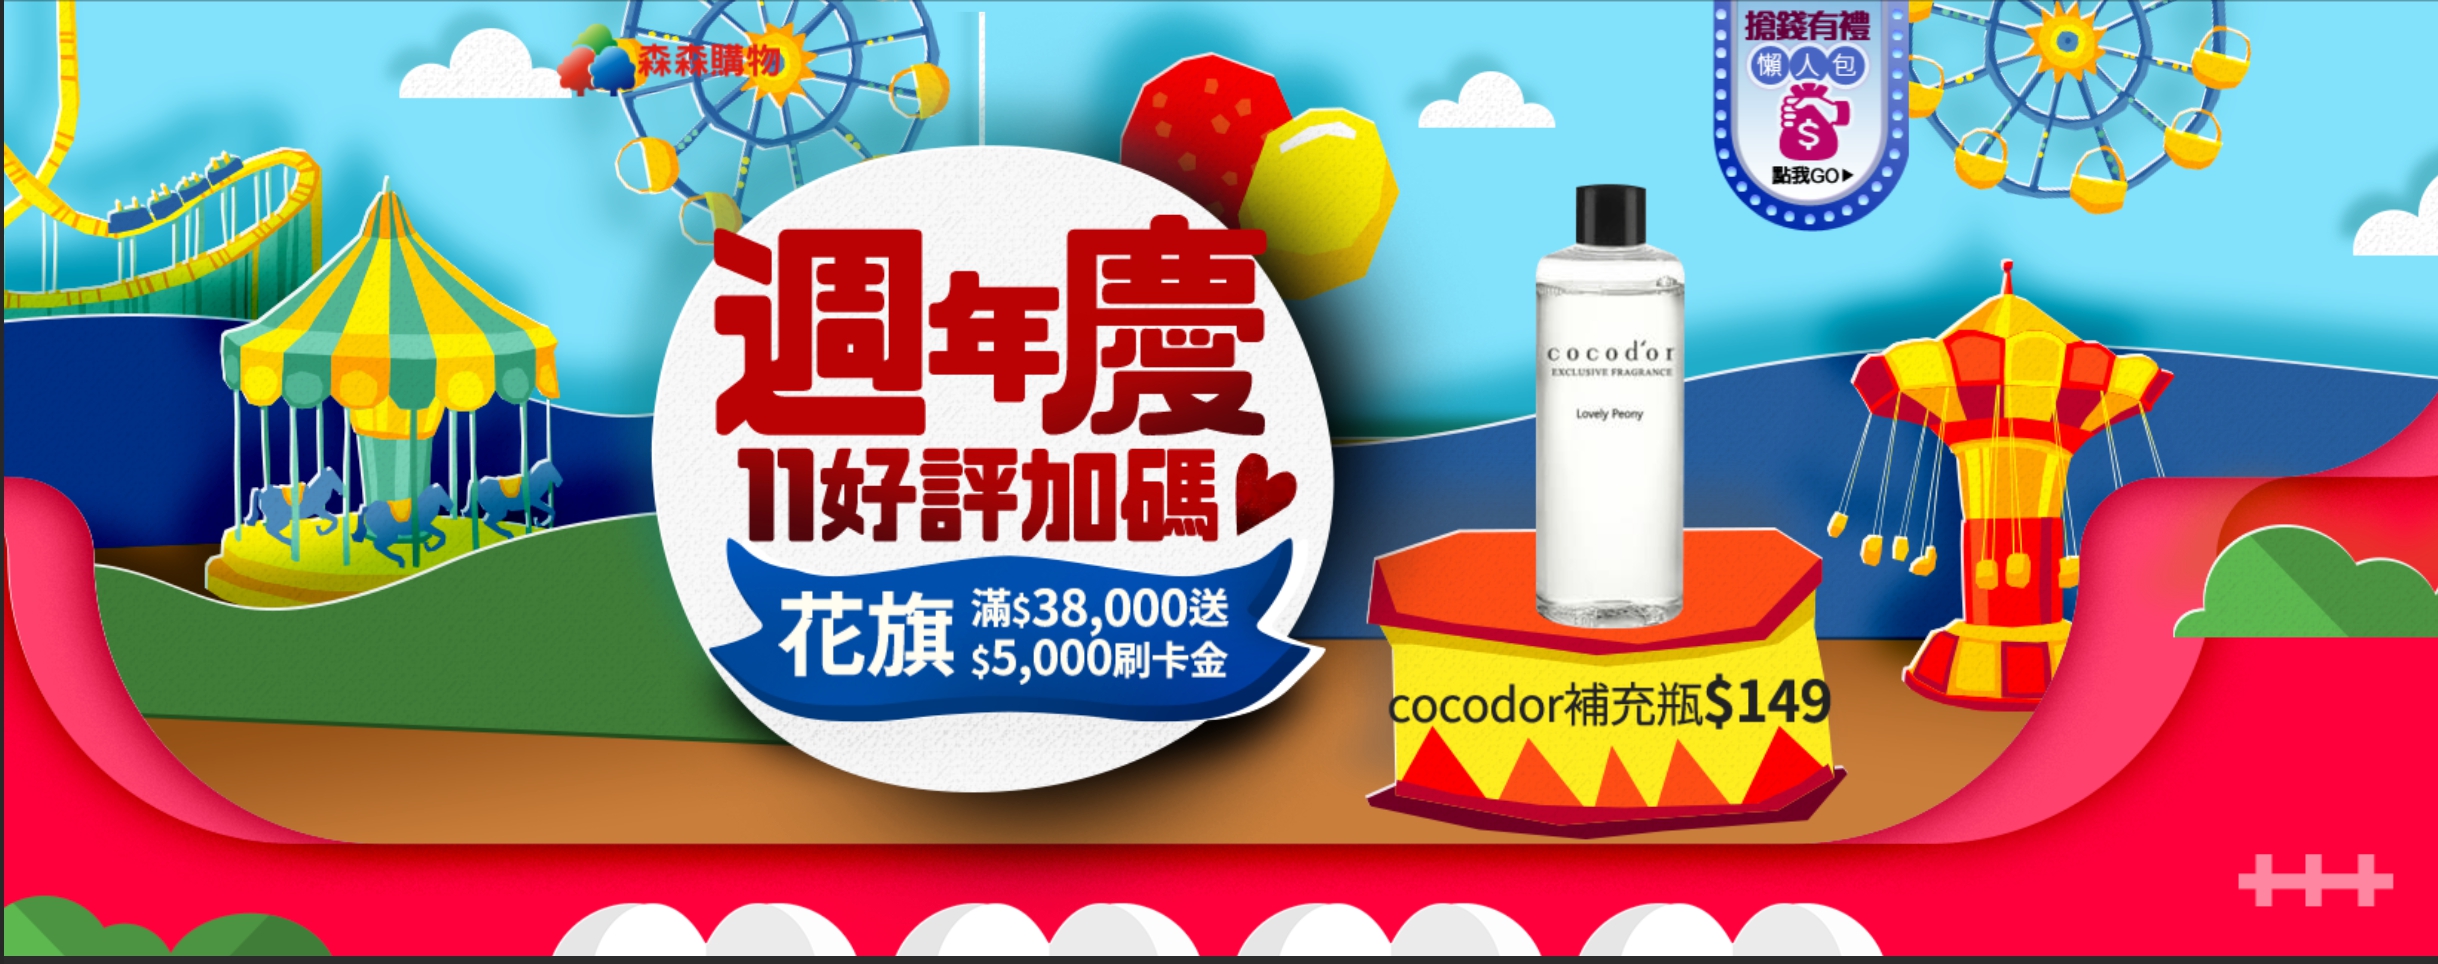 森森購物
搶錢有禮
懶人包
$
點我GO▶
週年慶
11好評加碼
花旗
滿$38,000送
$5,000刷卡金
cocod'or
EXCLUSIVE FRAGRANCE
Lovely Peony
cocodor補充瓶$149